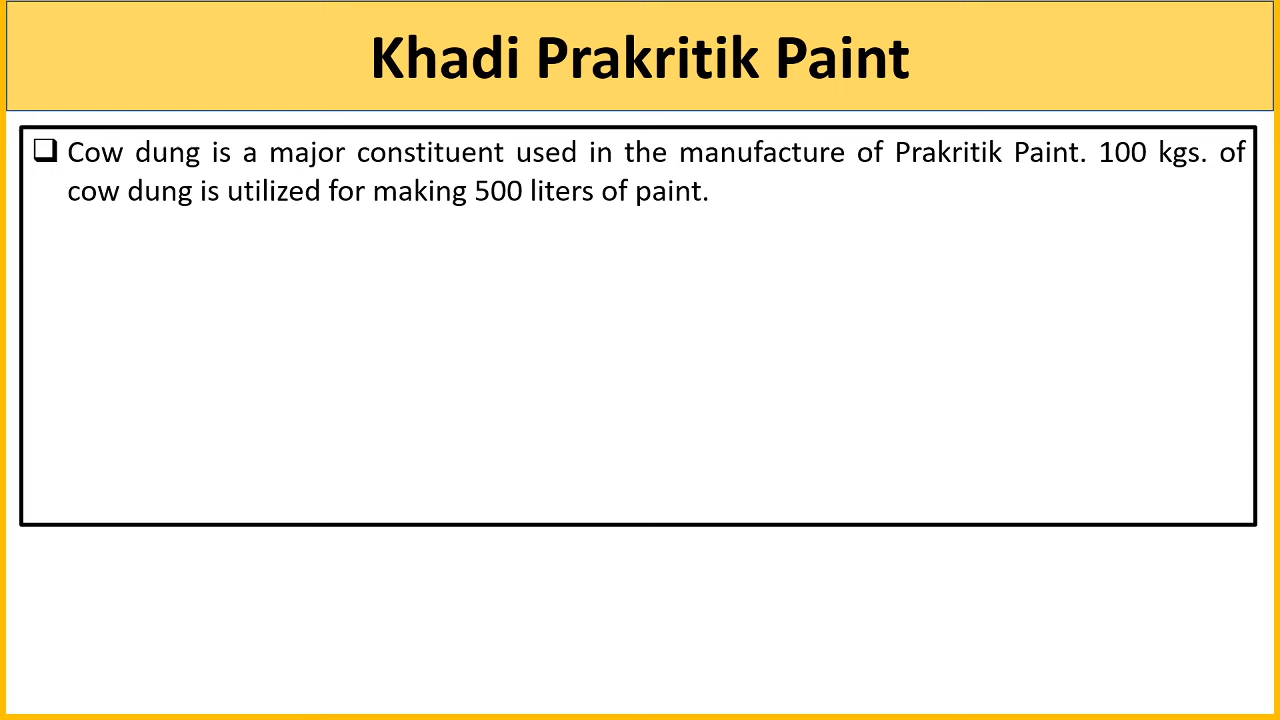 Khadi Prakritik Paint
❑ Cow dung is a major constituent used in the manufacture of Prakritik Paint. 100 kgs. of
cow dung is utilized for making 500 liters of paint.